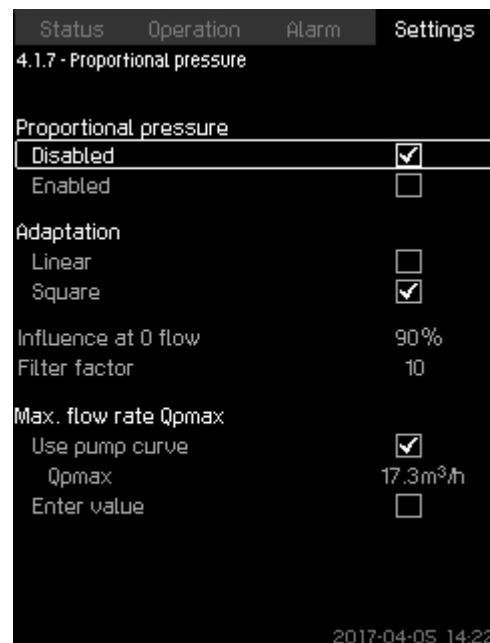 Status Operation Alarm Settings
4.1.7 - Proportional pressure
Proportional pressure
Disabled
Enabled
Adaptation
Linear
Square
Influence at 0 flow 90%
Filter factor 10
Max. flow rate Qpmax
Use pump curve
Qpmax 17.3m³/h
Enter value
2017-04-05 14:22